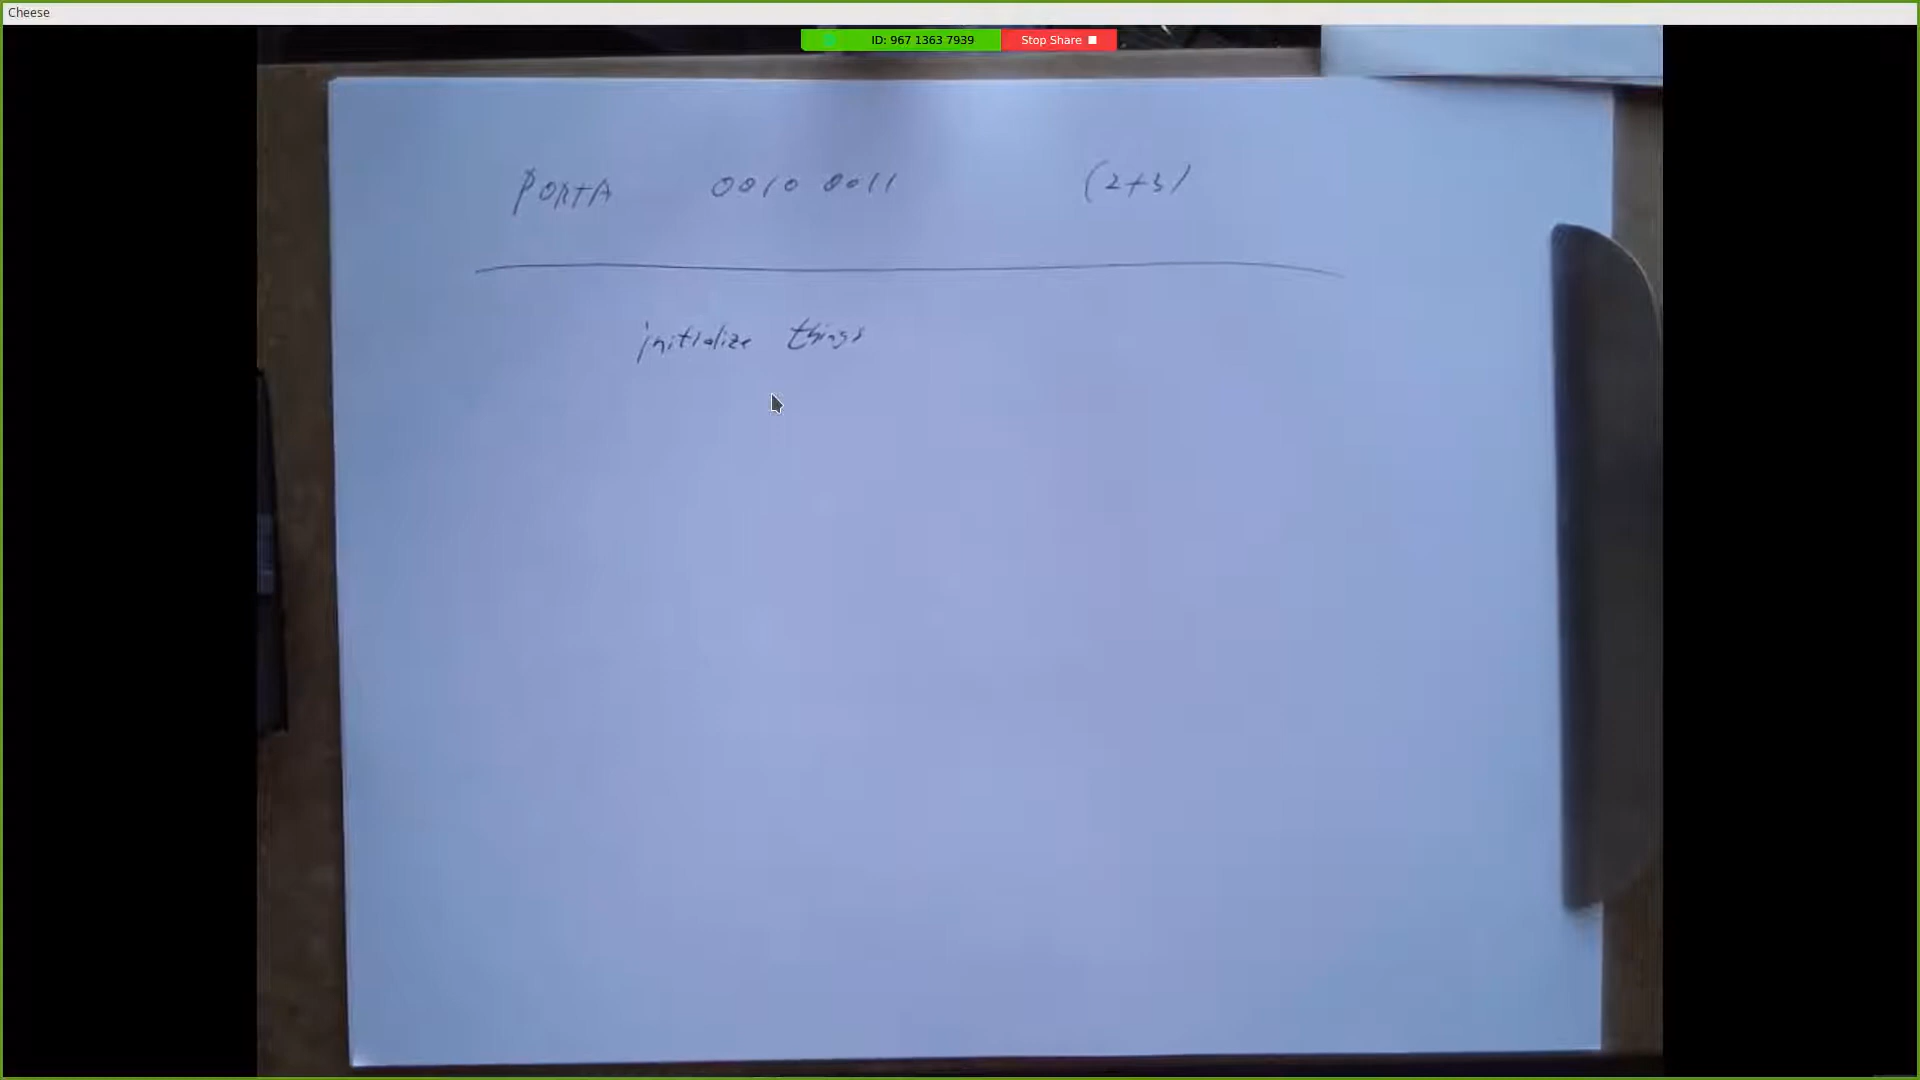 Cheese
ID: 967 1363 7939 Stop Share
PORTA 0010 0011 (2+3)
initialize things